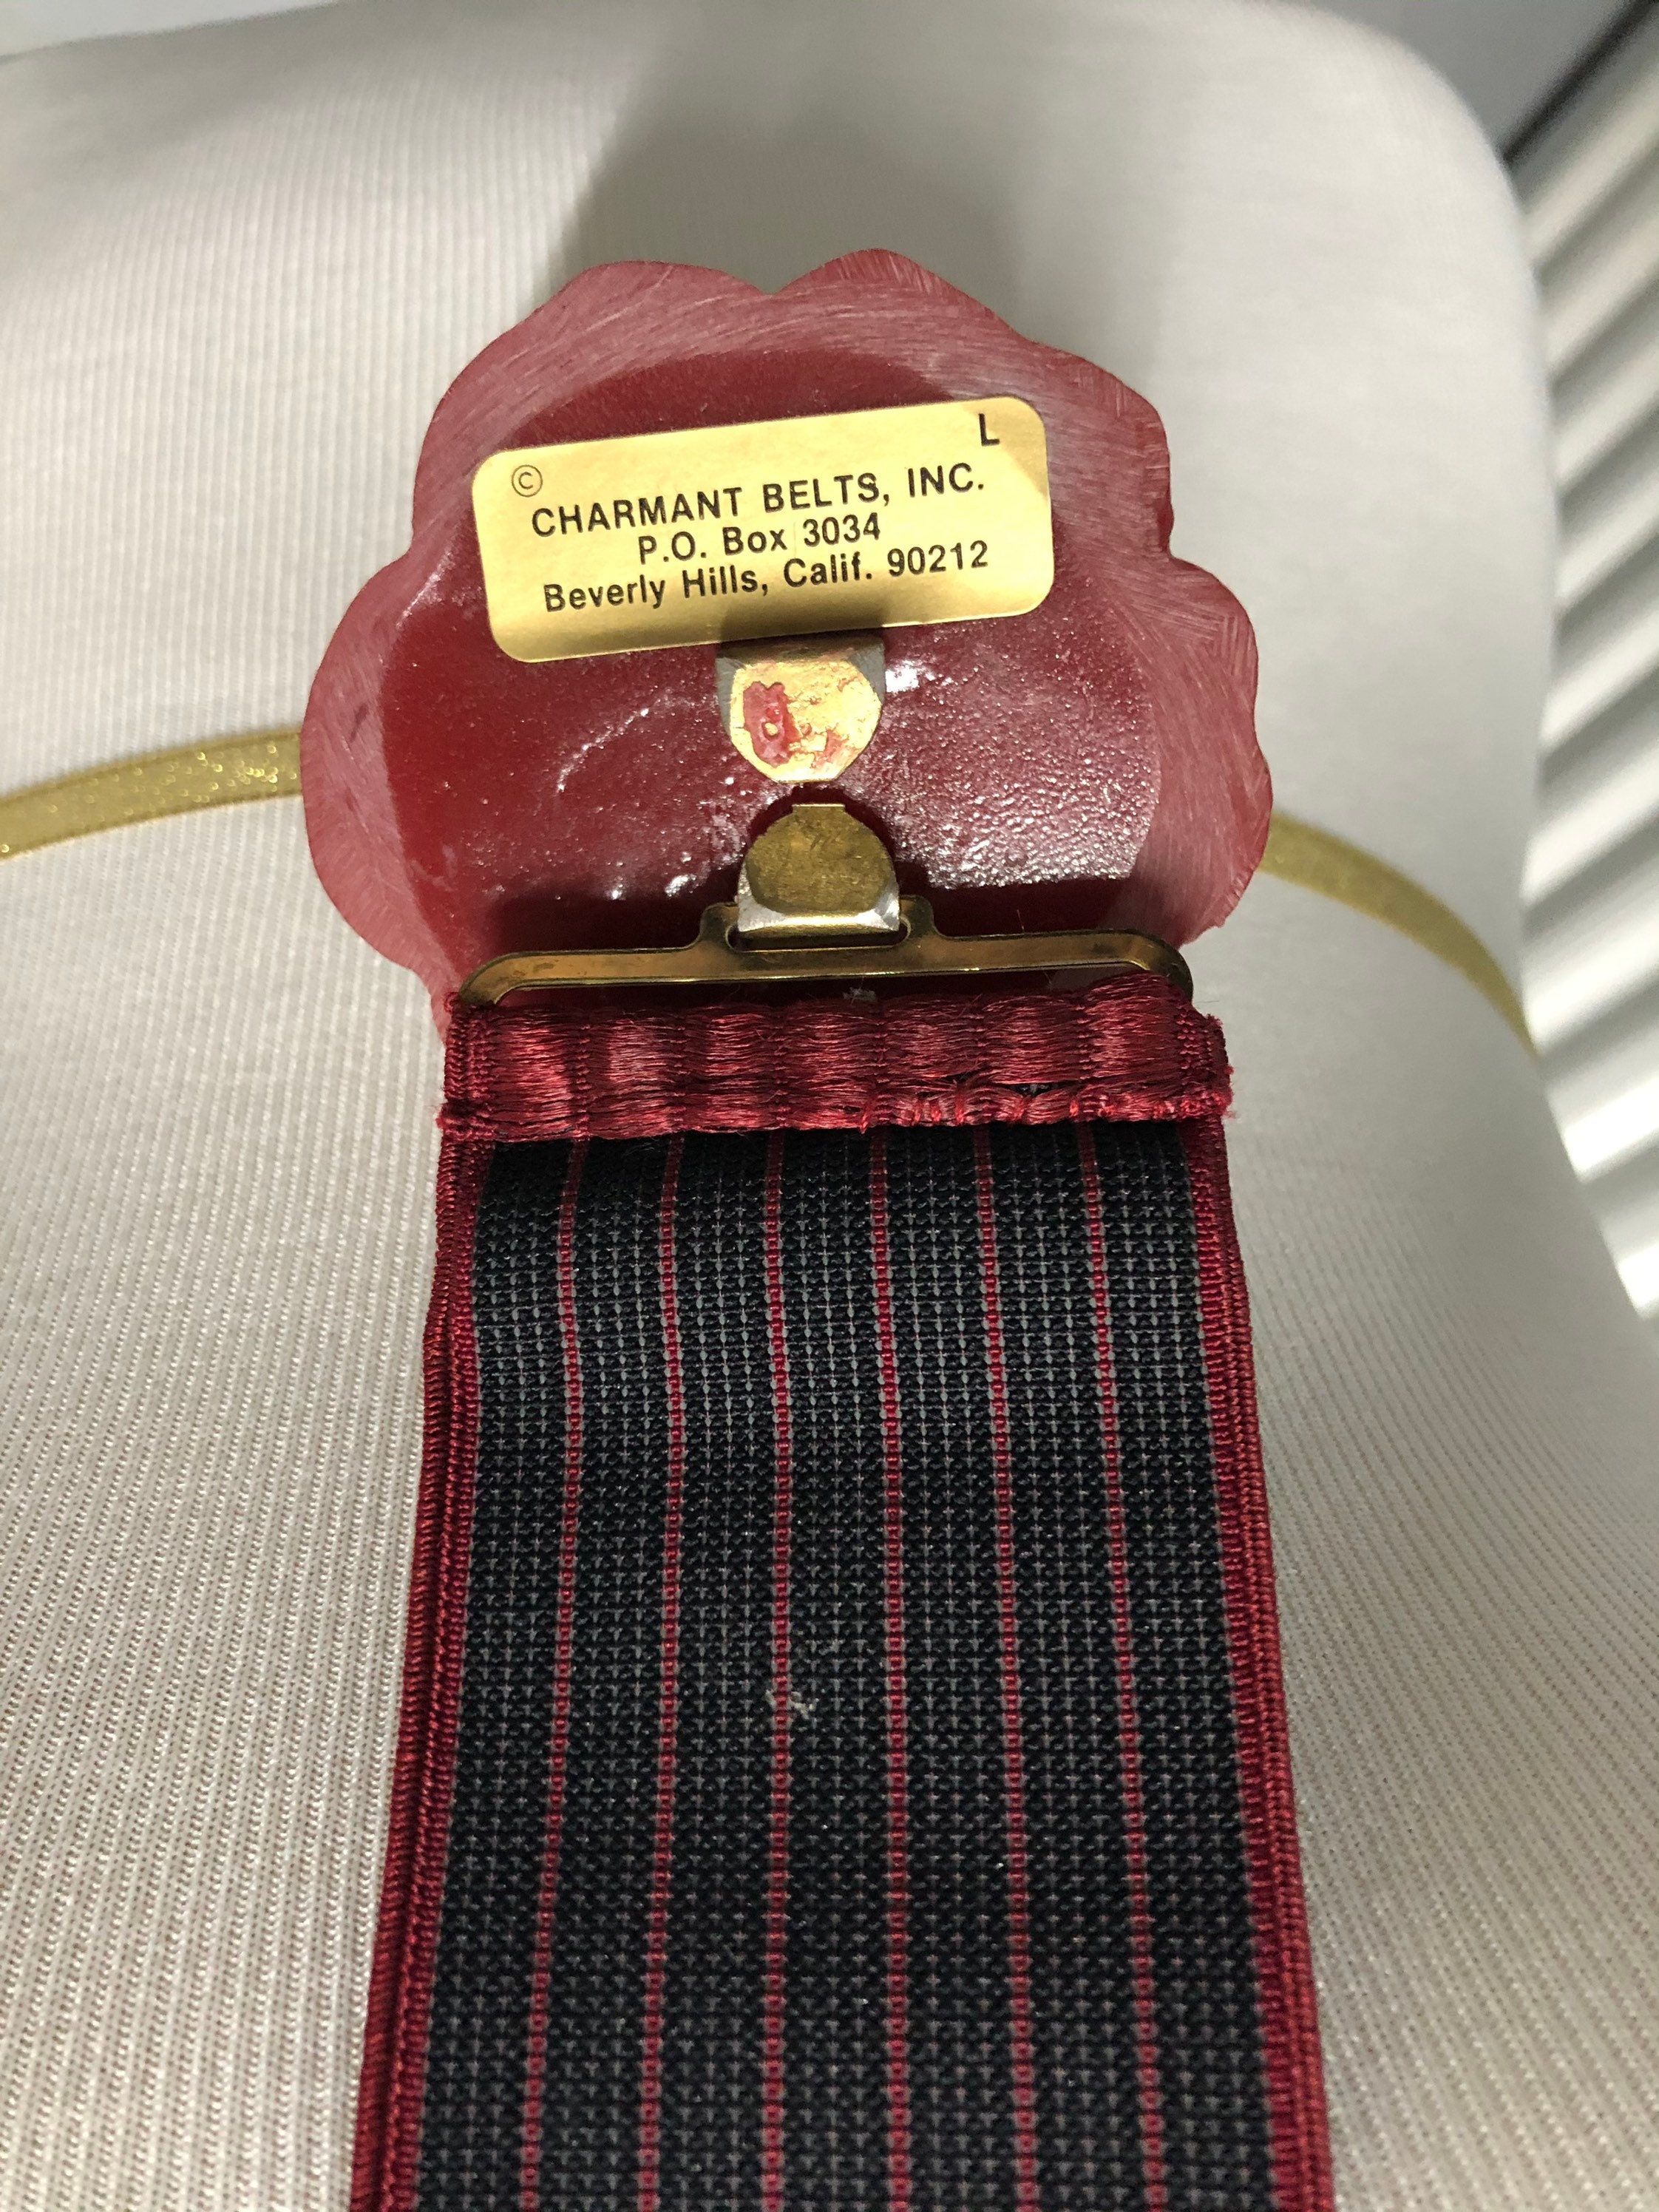 L
©
CHARMANT BELTS, INC.
P.O. Box 3034
Beverly Hills, Calif. 90212